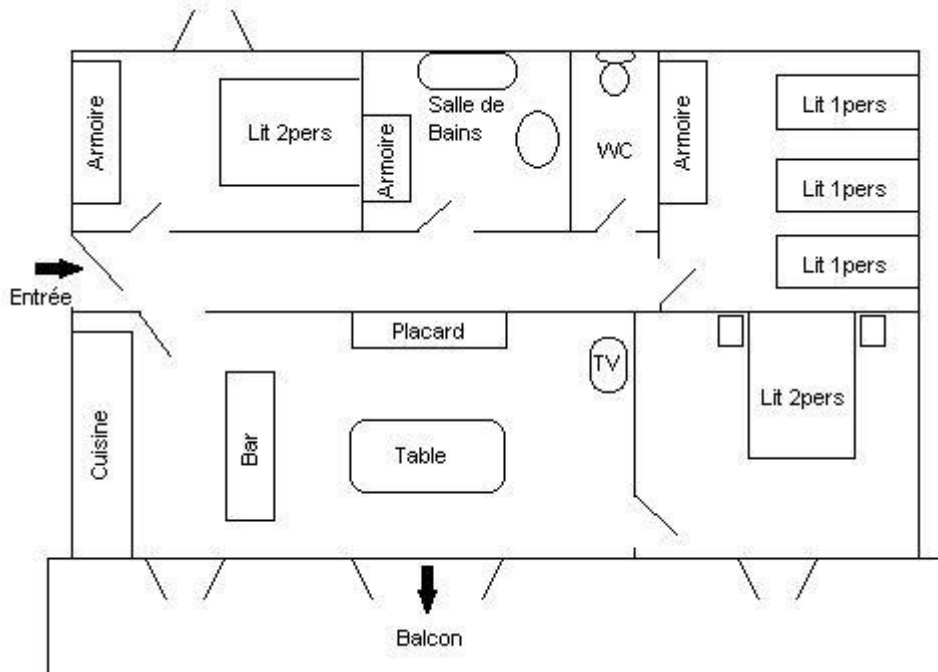 Armoire
Lit 2pers
Armoire
Salle de
Bains
WC
Armoire
Lit 1pers
Lit 1pers
Lit 1pers
Entrée
Placard
TV
Lit 2pers
Cuisine
Bar
Table
Balcon